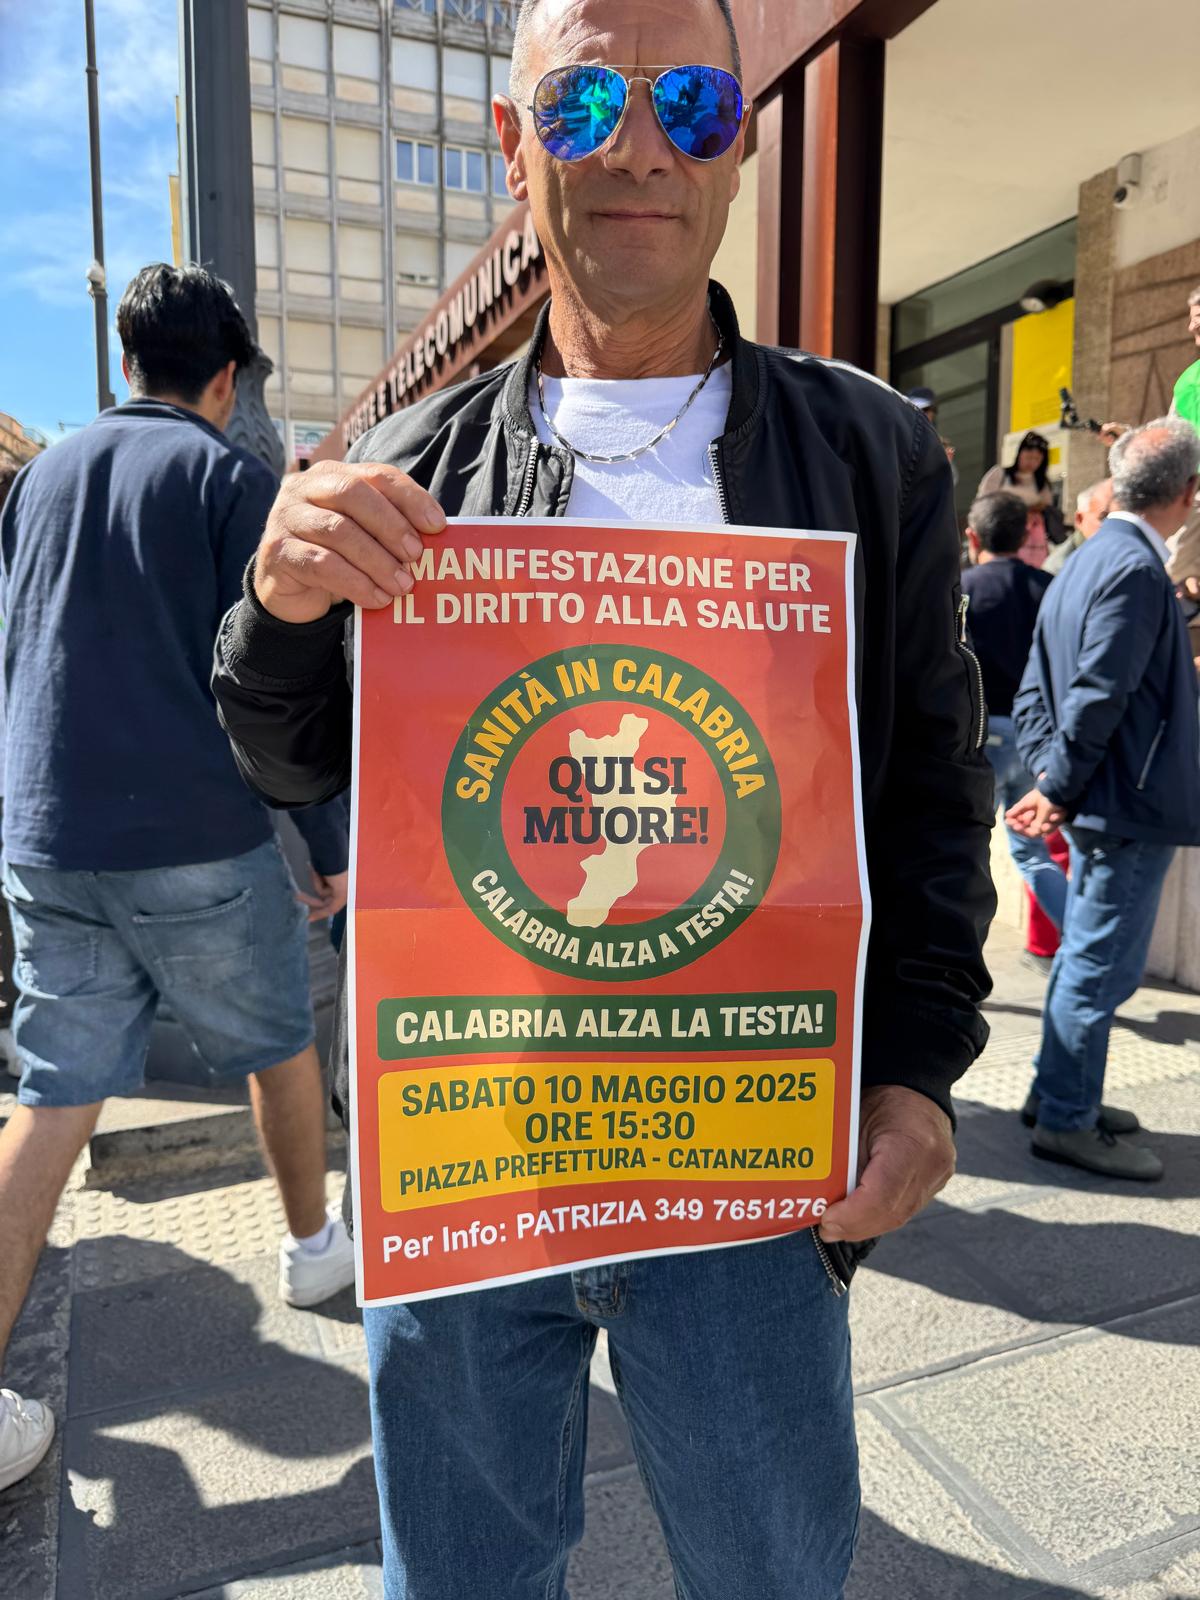 POSTE E TELECOMUNICA
MANIFESTAZIONE PER
IL DIRITTO ALLA SALUTE
SANITÀ IN CALABRIA
QUI SI
MUORE!
CALABRIA ALZA A TESTA!
CALABRIA ALZA LA TESTA!
SABATO 10 MAGGIO 2025
ORE 15:30
PIAZZA PREFETTURA - CATANZARO
Per Info: PATRIZIA 349 7651276